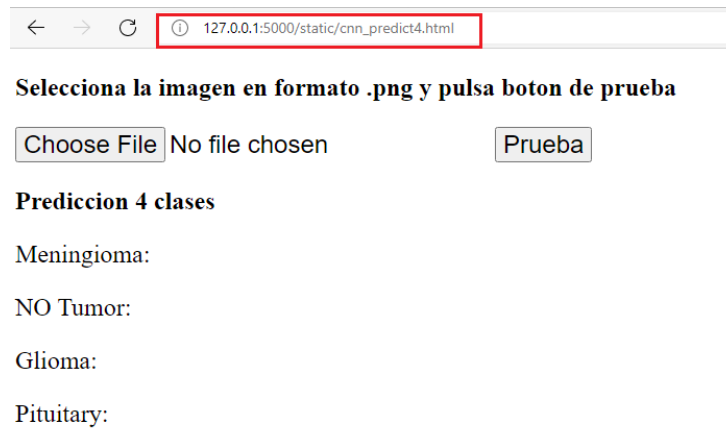 127.0.0.1:5000/static/cnn_predict4.html
Selecciona la imagen en formato .png y pulsa boton de prueba
Choose File No file chosen Prueba
Prediccion 4 clases
Meningioma:
NO Tumor:
Glioma:
Pituitary: